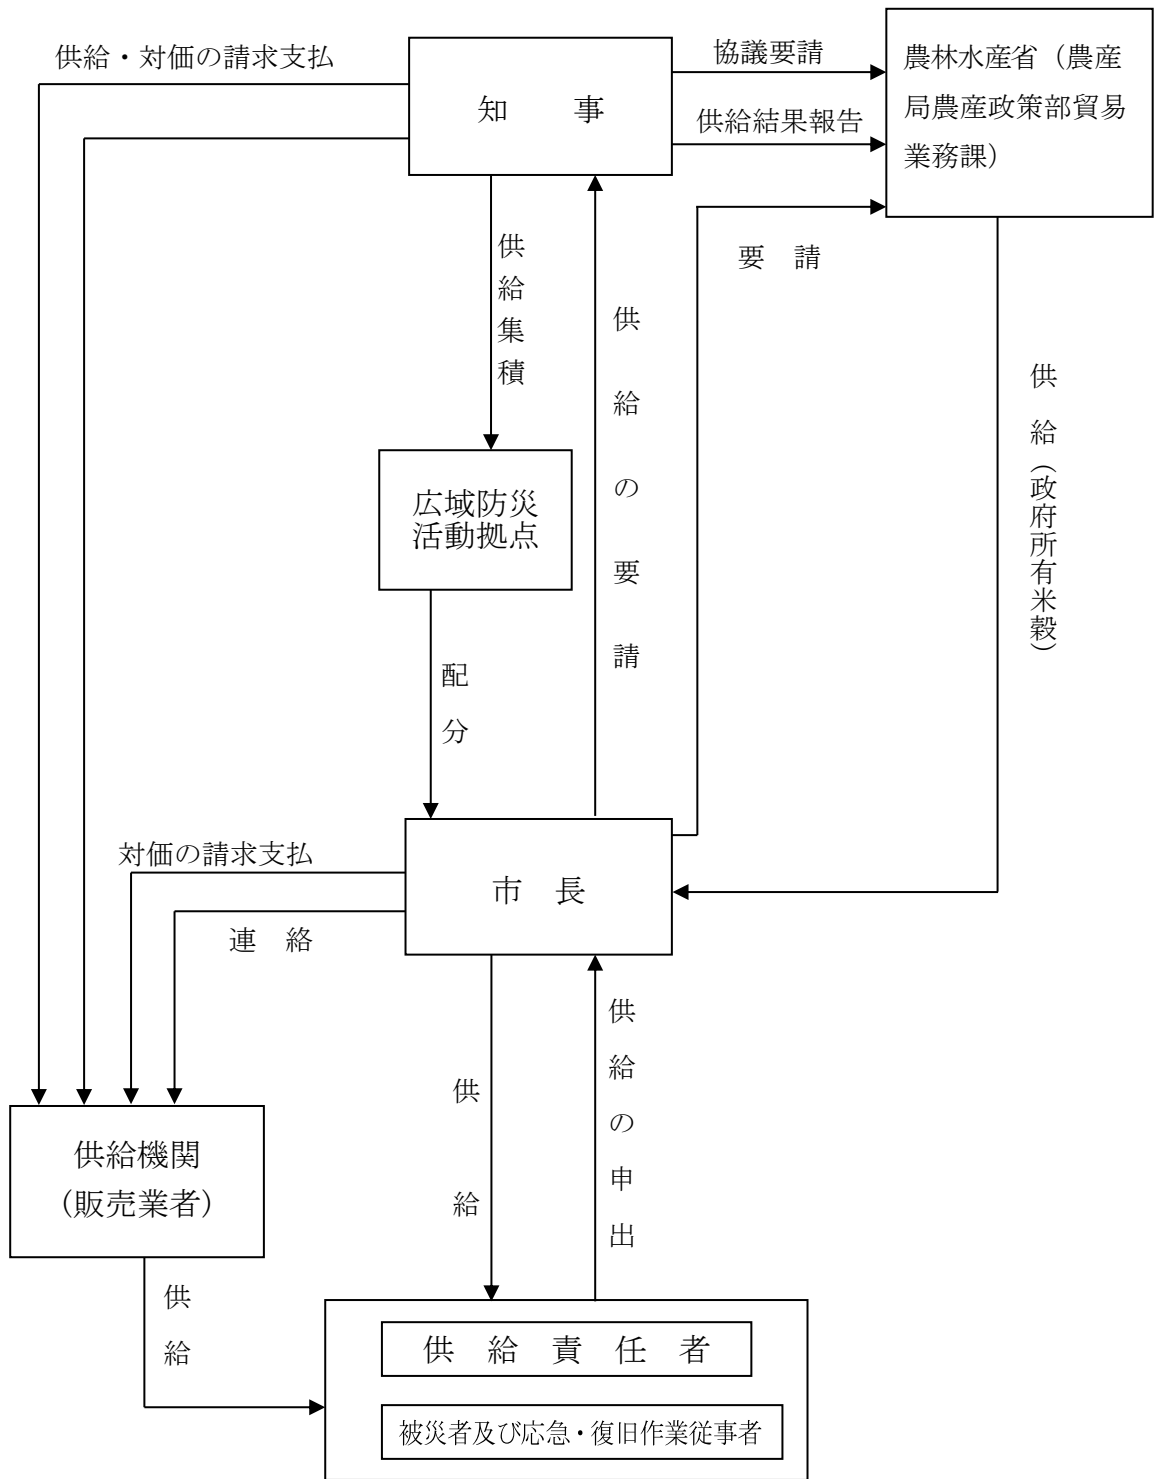 供給・対価の請求支払
知　事
協議要請
供給結果報告
農林水産省（農産
局農産政策部貿易
業務課）
要　請
供給集積
供給の要請
供給（政府所有米穀）
広域防災
活動拠点
配分
対価の請求支払
市　長
連　絡
供給
供給の申出
供給機関
（販売業者）
供給
供　給　責　任　者
被災者及び応急・復旧作業従事者